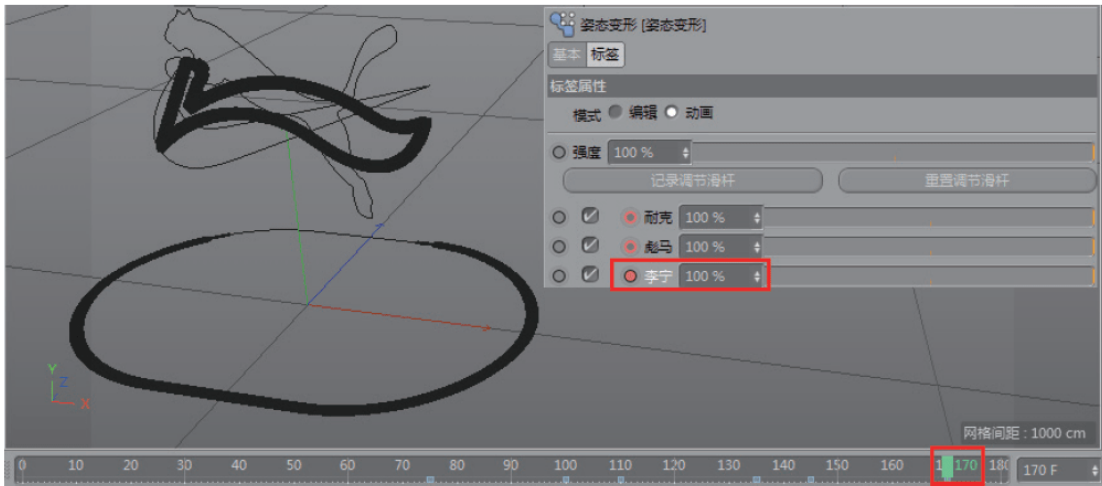 姿态变形 [姿态变形]
基本 标签
标签属性
模式 编辑 动画
强度 100 %
记录调节滑杆 重置调节滑杆
耐克 100 %
彪马 100 %
李宁 100 %
Y
Z
X
网格间距 : 1000 cm
0 10 20 30 40 50 60 70 80 90 100 110 120 130 140 150 160 170 180 170 F